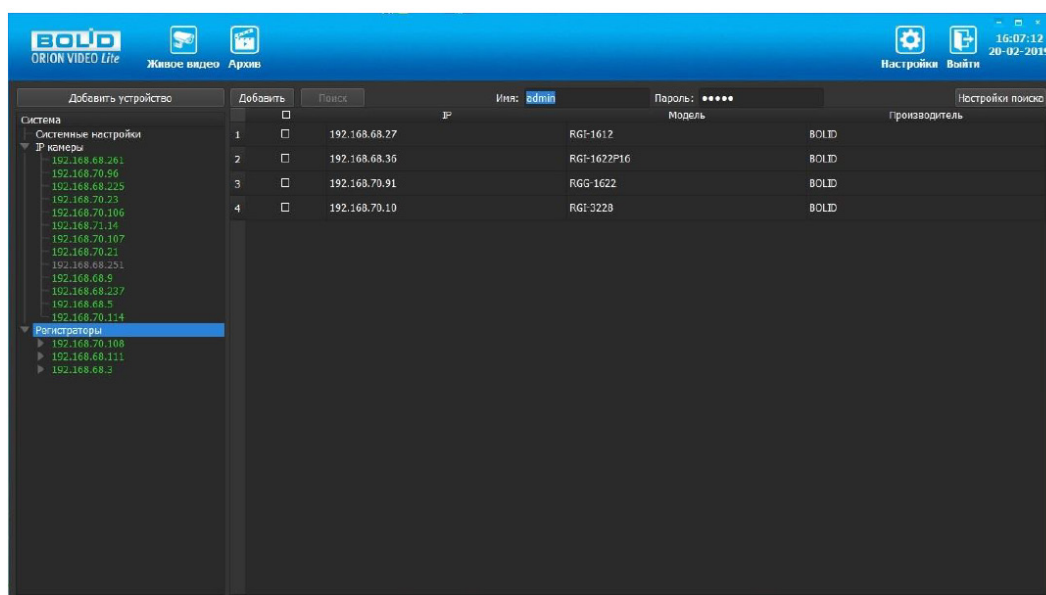 BOLID
ORION VIDEO Lite
Живое видео
Архив
Настройки
Выйти
16:07:12
20-02-201
Добавить устройство
Добавить
Поиск
Имя: admin
Пароль: •••••
Настройки поиска
Система
Системные настройки
IP камеры
192.168.68.261
192.168.70.96
192.168.68.225
192.168.70.23
192.168.70.106
192.168.71.14
192.168.70.107
192.168.70.21
192.168.68.251
192.168.68.9
192.168.68.237
192.168.68.5
192.168.70.114
Регистраторы
192.168.70.108
192.168.68.111
192.168.68.3
IP Модель Производитель
1 192.168.68.27 RGI-1612 BOLID
2 192.168.68.36 RGI-1622P16 BOLID
3 192.168.70.91 RGG-1622 BOLID
4 192.168.70.10 RGI-3228 BOLID